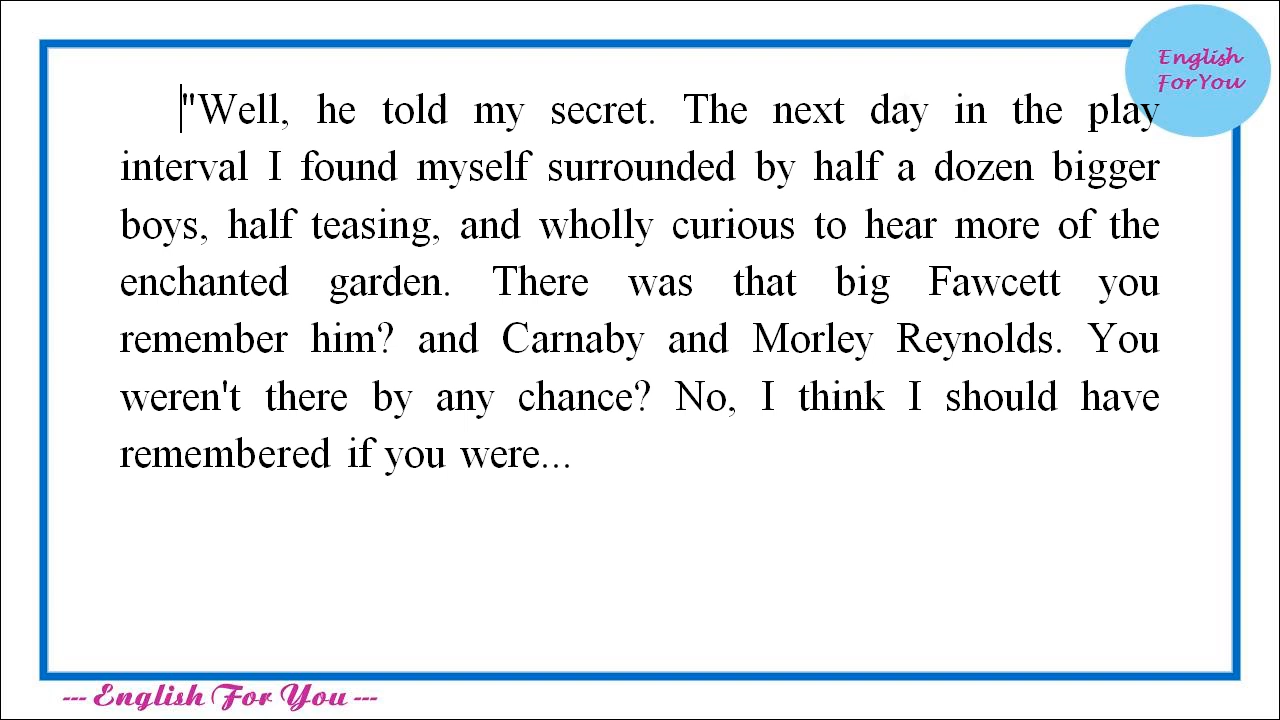 English
ForYou
"Well, he told my secret. The next day in the play
interval I found myself surrounded by half a dozen bigger
boys, half teasing, and wholly curious to hear more of the
enchanted garden. There was that big Fawcett you
remember him? and Carnaby and Morley Reynolds. You
weren't there by any chance? No, I think I should have
remembered if you were...
--- English For You ---